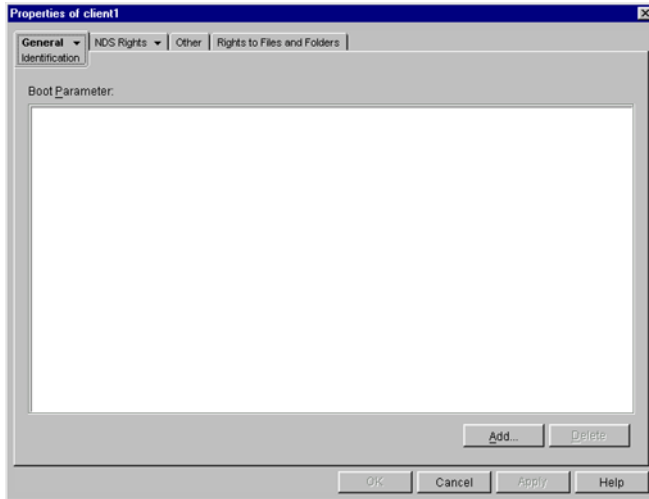 Properties of client1
General NDS Rights Other Rights to Files and Folders
Identification
Boot Parameter:
Add... Delete
OK Cancel Apply Help